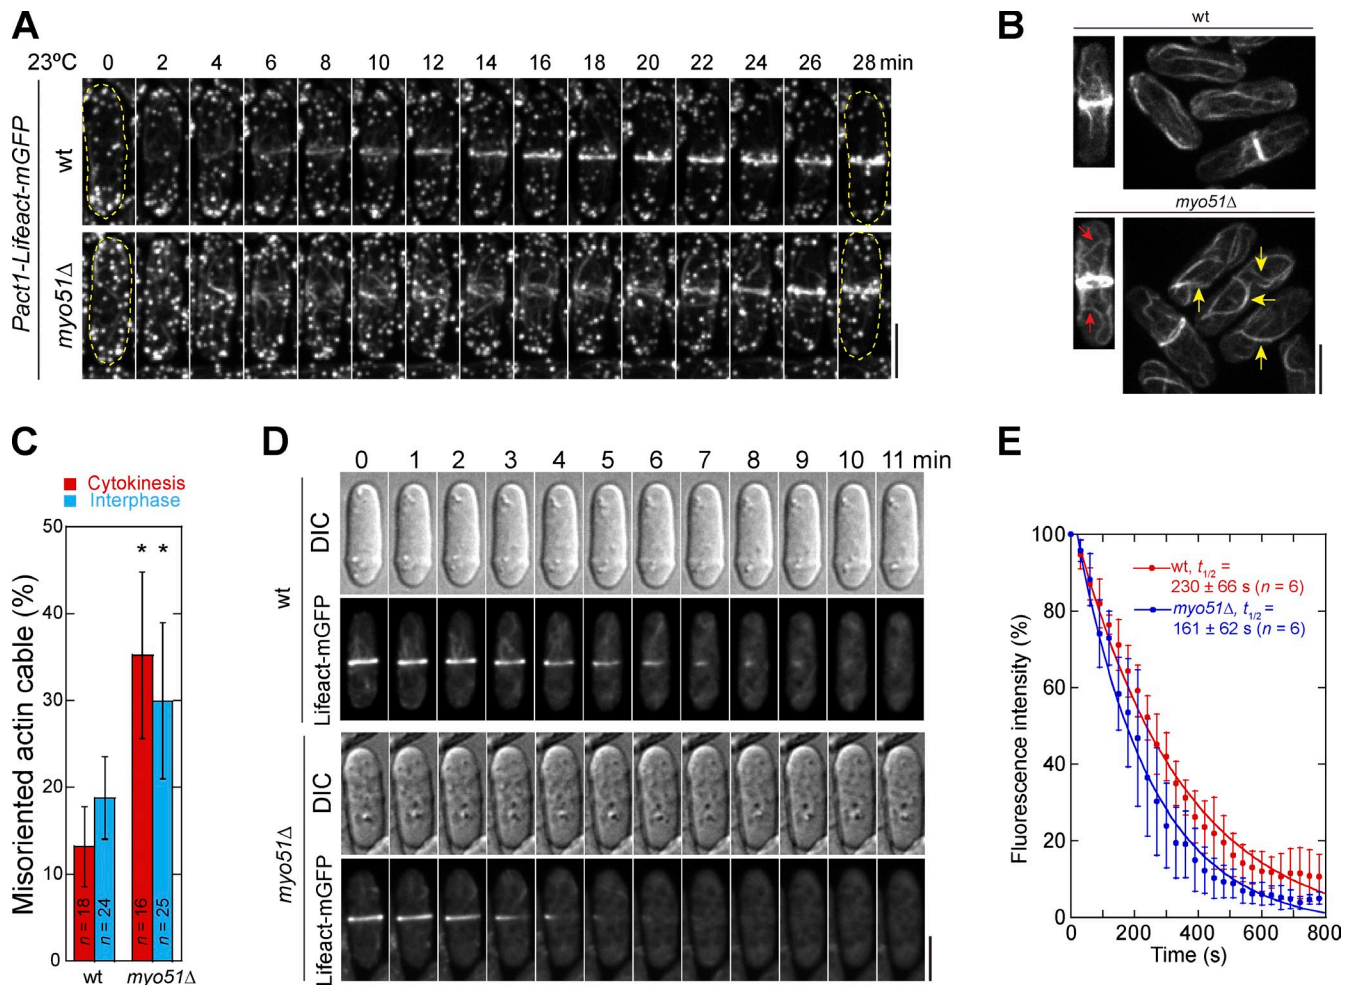 A
23ºC 0 2 4 6 8 10 12 14 16 18 20 22 24 26 28 min
Pact1-Lifeact-mGFP
wt
myo51Δ
B
wt
myo51Δ
C
Cytokinesis
Interphase
Misoriented actin cable (%)
50
40
30
20
10
0
* *
n = 18
n = 24
n = 16
n = 25
wt myo51Δ
D
0 1 2 3 4 5 6 7 8 9 10 11 min
wt
DIC
Lifeact-mGFP
myo51Δ
DIC
Lifeact-mGFP
E
Fluorescence intensity (%)
100
80
60
40
20
0
wt, t1/2 =
230 ± 66 s (n = 6)
myo51Δ, t1/2 =
161 ± 62 s (n = 6)
0 200 400 600 800
Time (s)